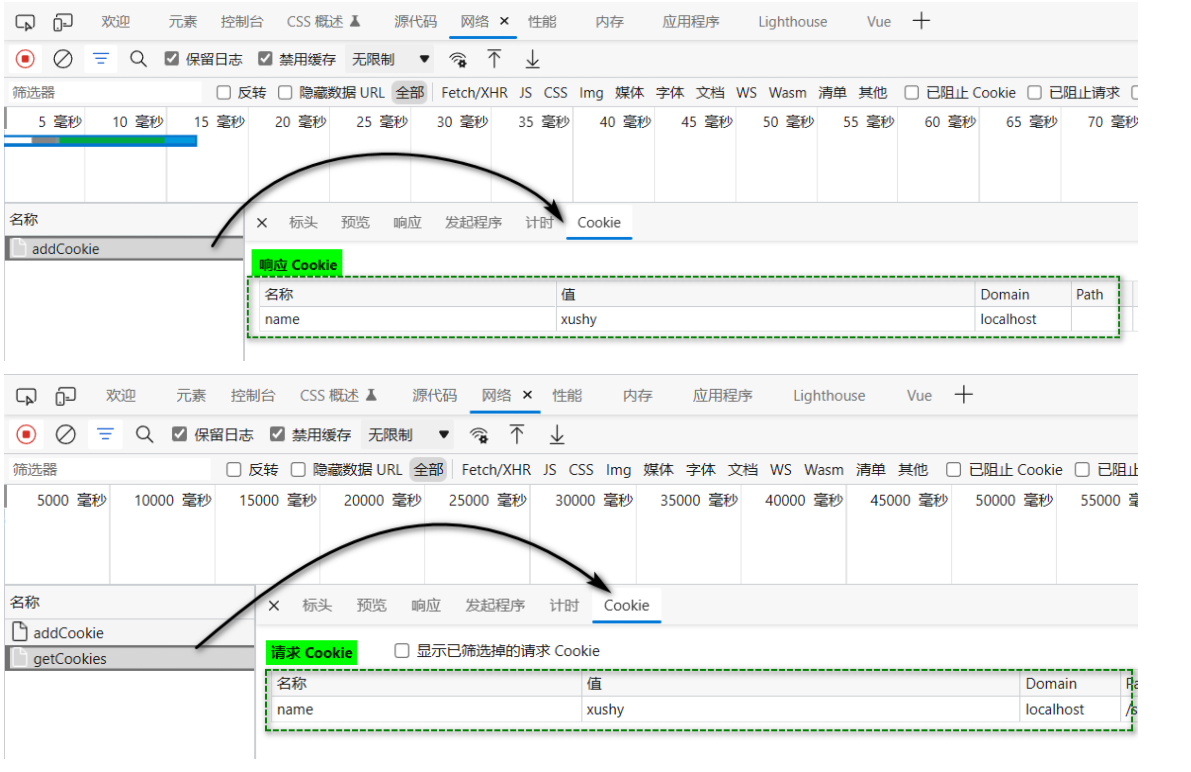 欢迎 元素 控制台 CSS 概述 源代码 网络 性能 内存 应用程序 Lighthouse Vue
保留日志 禁用缓存 无限制
筛选器 反转 隐藏数据 URL 全部 Fetch/XHR JS CSS Img 媒体 字体 文档 WS Wasm 清单 其他 已阻止 Cookie 已阻止请求
5 毫秒 10 毫秒 15 毫秒 20 毫秒 25 毫秒 30 毫秒 35 毫秒 40 毫秒 45 毫秒 50 毫秒 55 毫秒 60 毫秒 65 毫秒 70 毫秒
名称 标头 预览 响应 发起程序 计时 Cookie
addCookie
响应 Cookie
名称 值 Domain Path
name xushy localhost
欢迎 元素 控制台 CSS 概述 源代码 网络 性能 内存 应用程序 Lighthouse Vue
保留日志 禁用缓存 无限制
筛选器 反转 隐藏数据 URL 全部 Fetch/XHR JS CSS Img 媒体 字体 文档 WS Wasm 清单 其他 已阻止 Cookie 已阻止
5000 毫秒 10000 毫秒 15000 毫秒 20000 毫秒 25000 毫秒 30000 毫秒 35000 毫秒 40000 毫秒 45000 毫秒 50000 毫秒 55000
名称 标头 预览 响应 发起程序 计时 Cookie
addCookie
getCookies
请求 Cookie 显示已筛选掉的请求 Cookie
名称 值 Domain
name xushy localhost